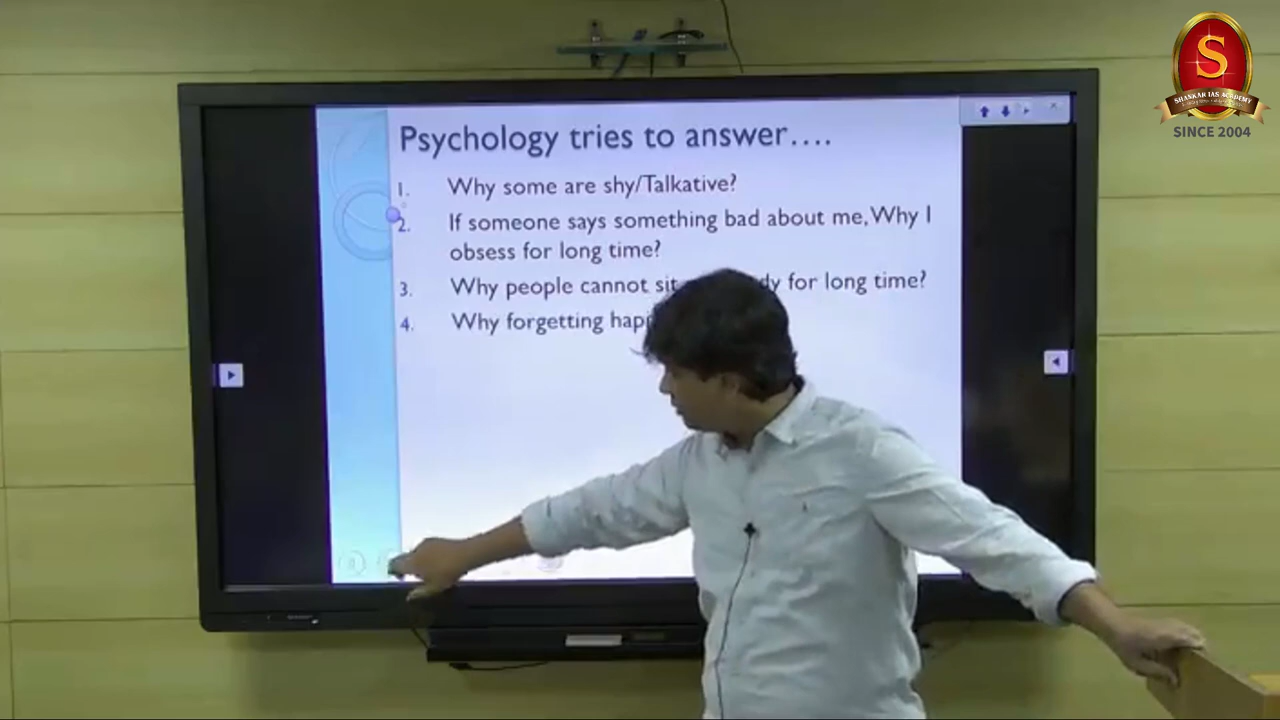 Psychology tries to answer....
1. Why some are shy/Talkative?
2. If someone says something bad about me, Why I
obsess for long time?
3. Why people cannot sit for long time?
4. Why forgetting
S
SHANKAR IAS ACADEMY
SINCE 2004